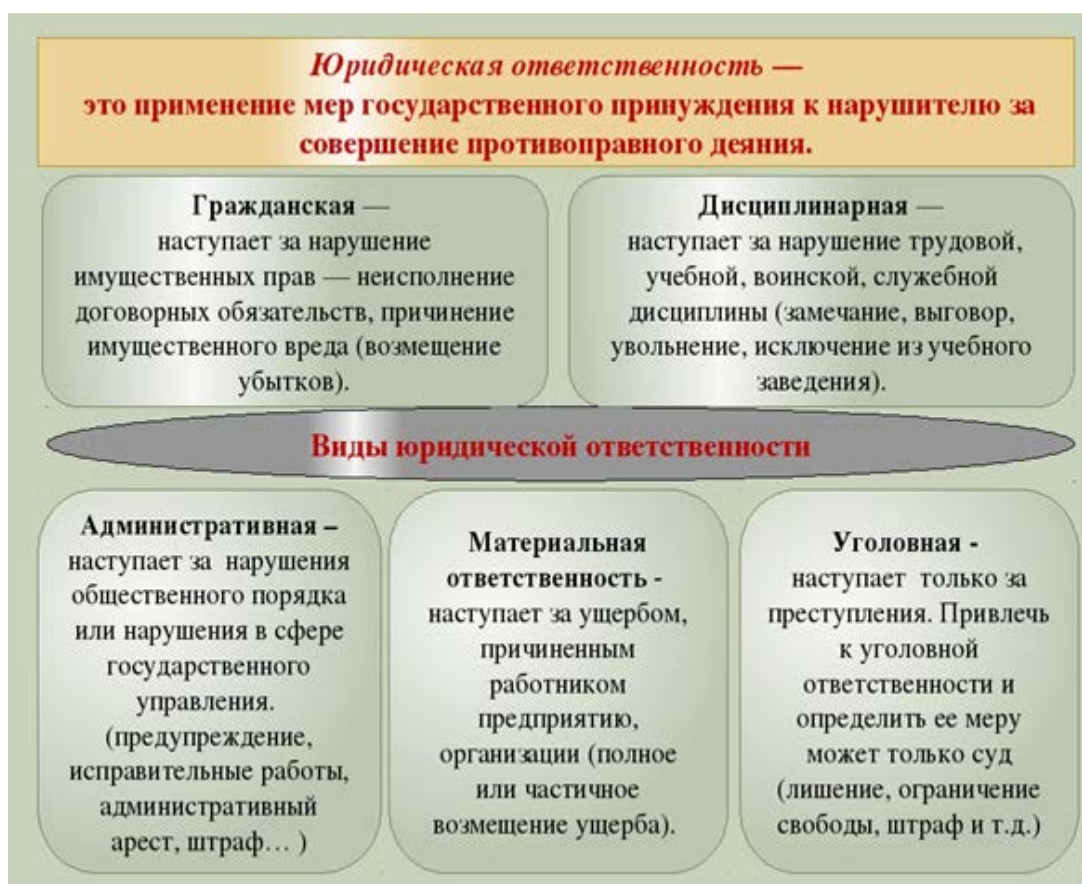 Юридическая ответственность —
это применение мер государственного принуждения к нарушителю за
совершение противоправного деяния.
Гражданская —
наступает за нарушение
имущественных прав — неисполнение
договорных обязательств, причинение
имущественного вреда (возмещение
убытков).
Дисциплинарная —
наступает за нарушение трудовой,
учебной, воинской, служебной
дисциплины (замечание, выговор,
увольнение, исключение из учебного
заведения).
Виды юридической ответственности
Административная –
наступает за нарушения
общественного порядка
или нарушения в сфере
государственного
управления.
(предупреждение,
исправительные работы,
административный
арест, штраф... )
Материальная
ответственность -
наступает за ущербом,
причиненным
работником
предприятию,
организации (полное
или частичное
возмещение ущерба).
Уголовная -
наступает только за
преступления. Привлечь
к уголовной
ответственности и
определить ее меру
может только суд
(лишение, ограничение
свободы, штраф и т.д.)